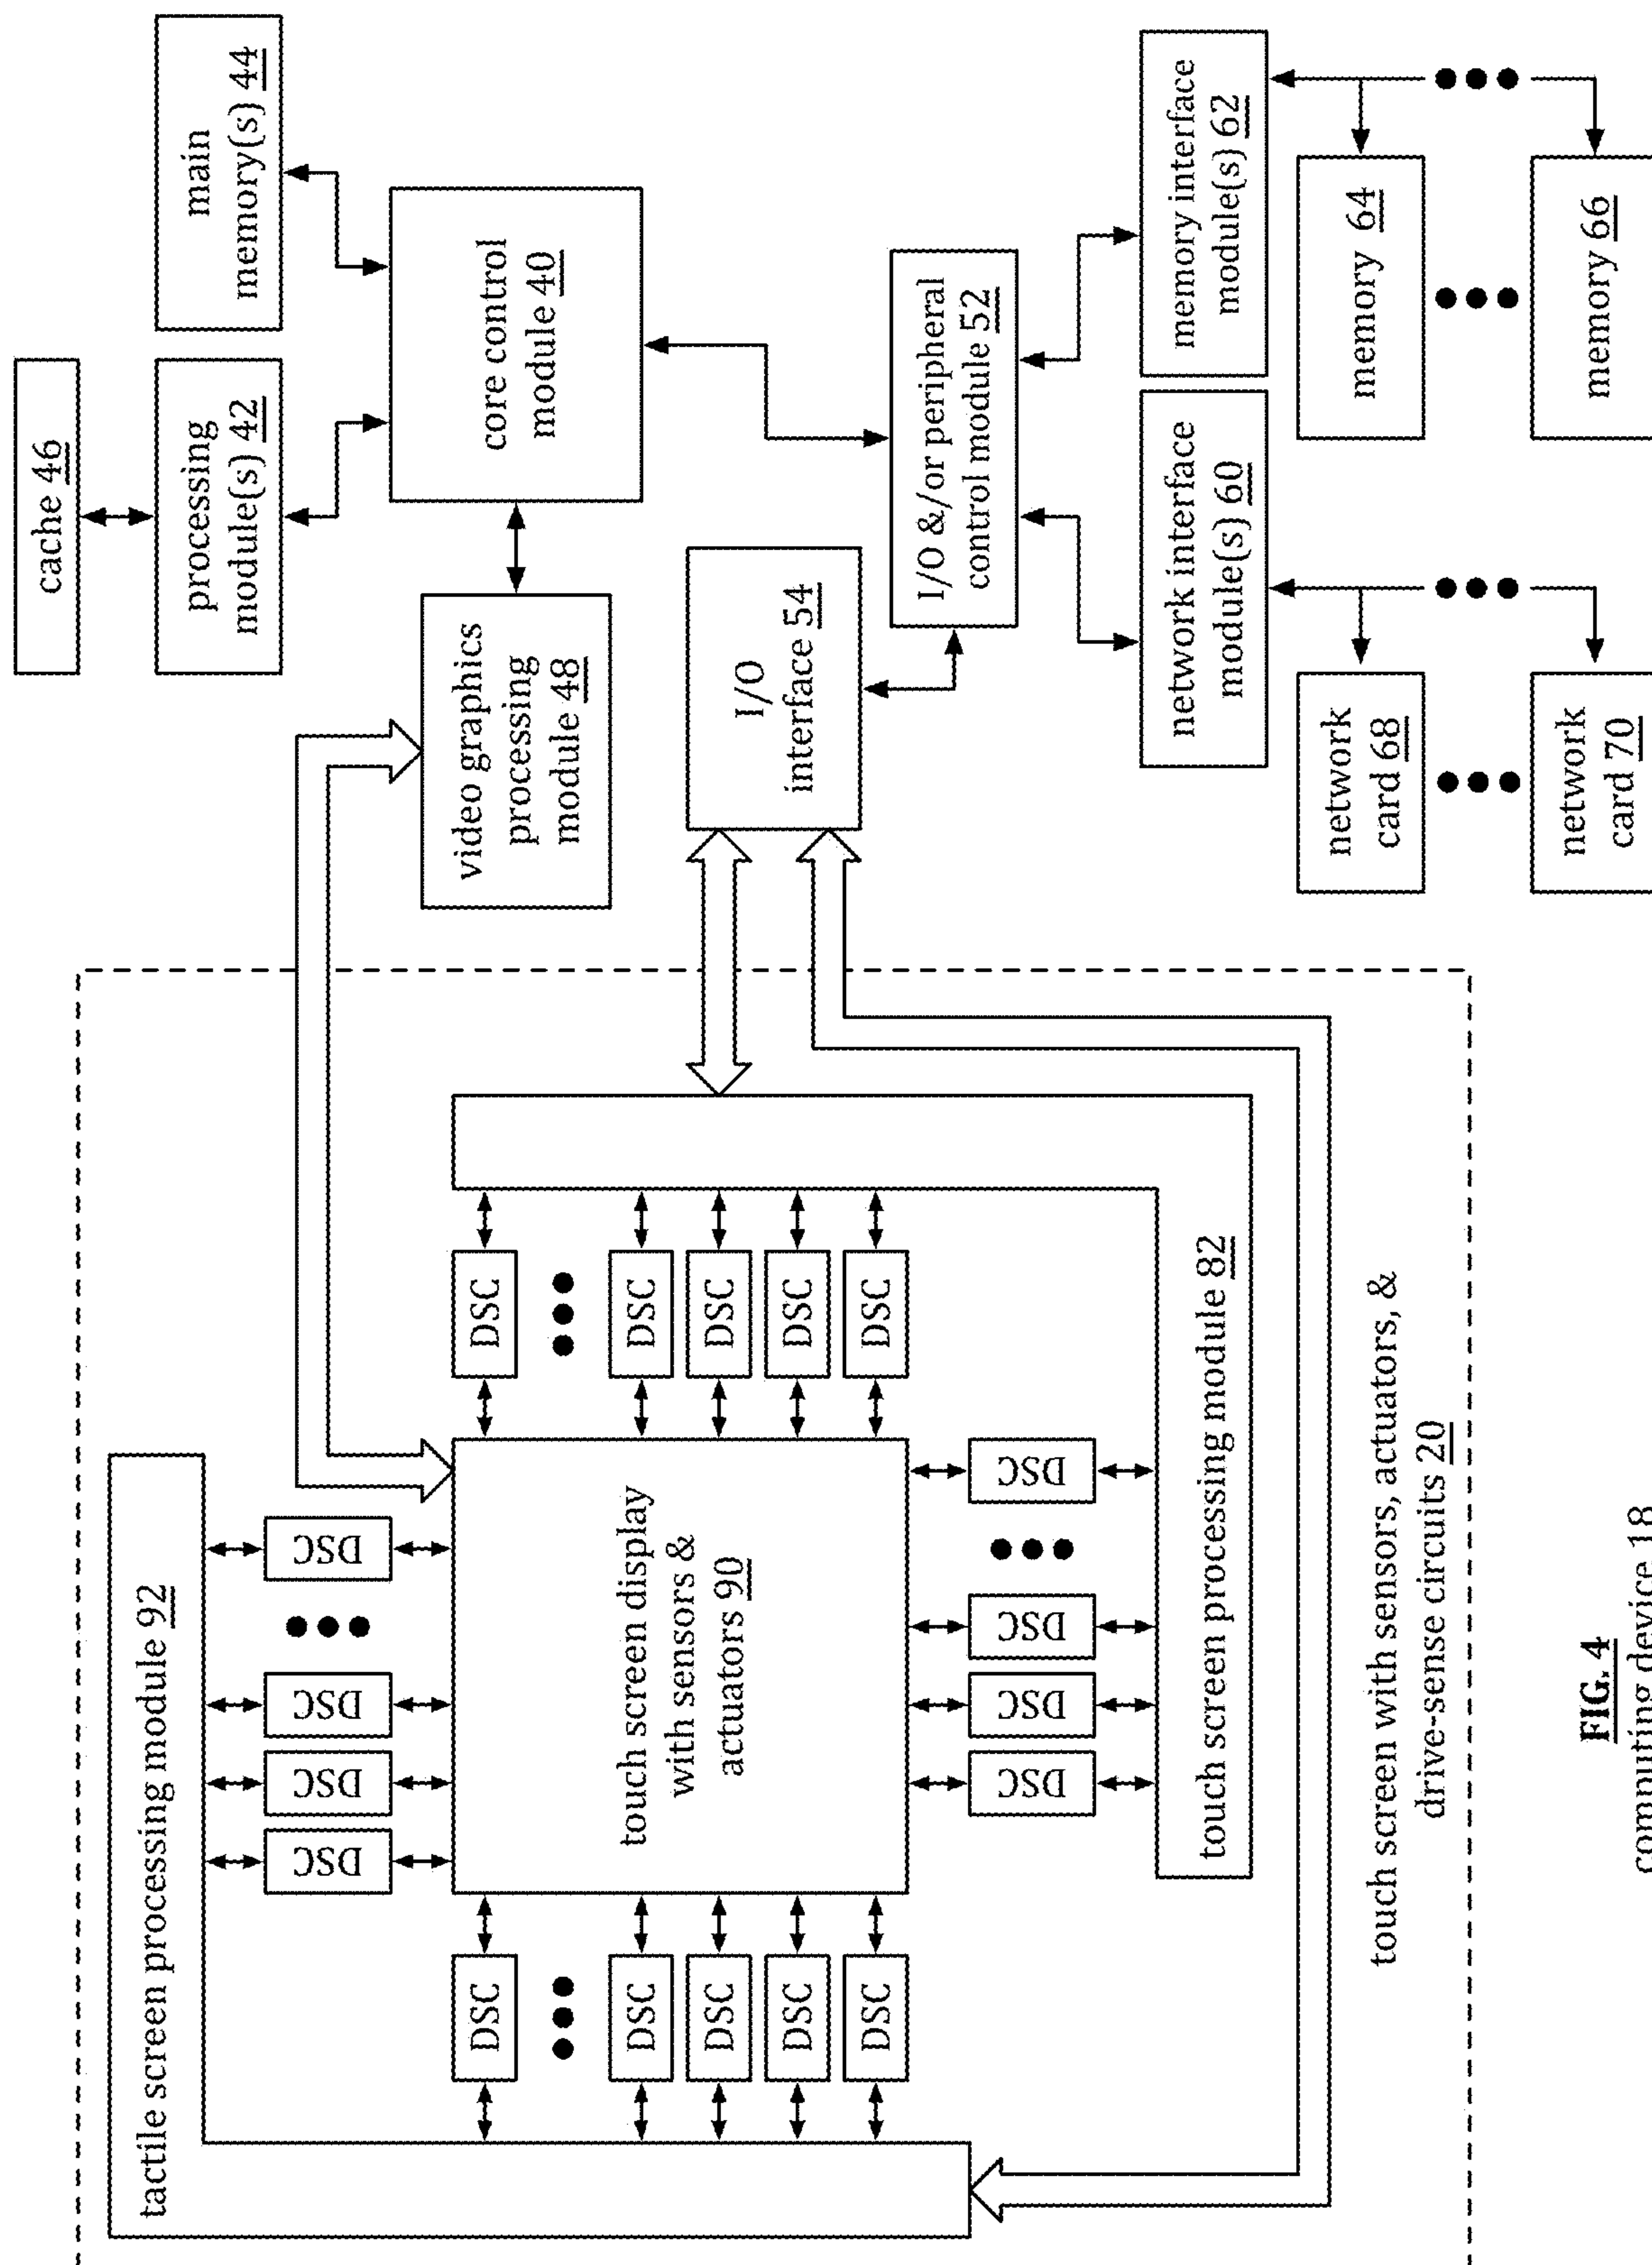 tactile screen processing module 92
DSC
DSC
DSC
DSC
DSC
DSC
DSC
DSC
DSC
touch screen display
with sensors &
actuators 90
DSC
DSC
DSC
DSC
DSC
DSC
DSC
DSC
DSC
touch screen processing module 82
touch screen with sensors, actuators, &
drive-sense circuits 20
cache 46
processing
module(s) 42
main
memory(s) 44
core control
module 40
video graphics
processing
module 48
I/O
interface 54
I/O &/or peripheral
control module 52
network interface
module(s) 60
memory interface
module(s) 62
network
card 68
memory 64
network
card 70
memory 66
FIG. 4
computing device 18